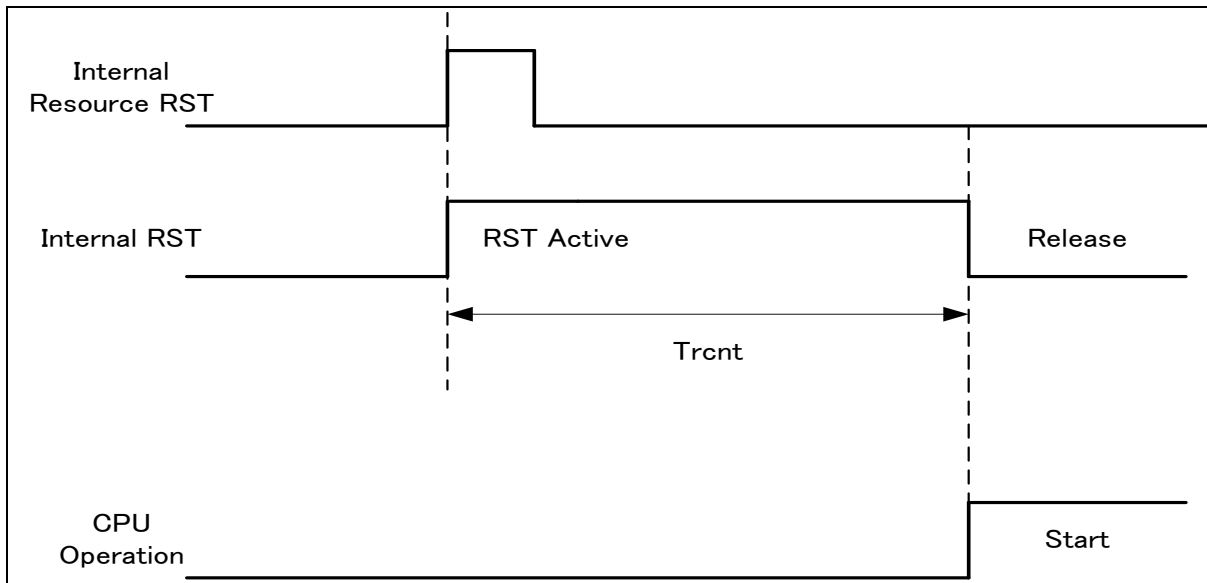 Internal
Resource RST
Internal RST
RST Active
Release
Trcnt
CPU
Operation
Start